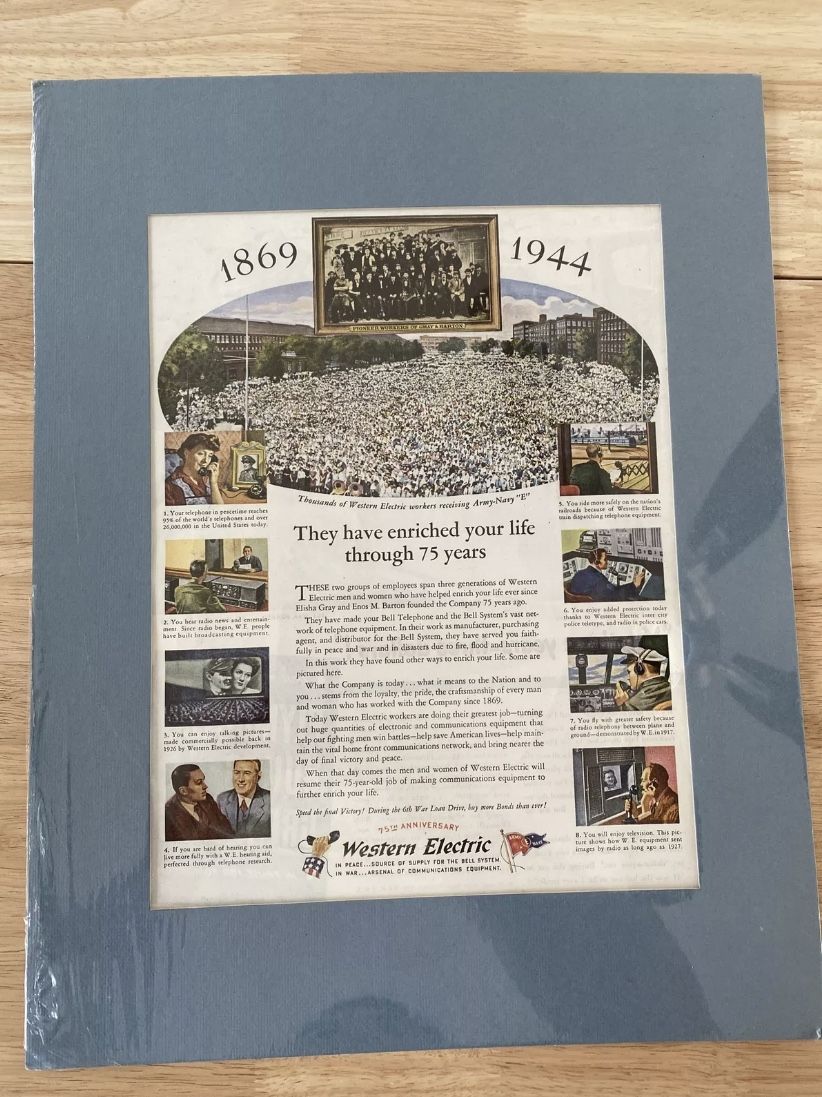 1869
1944
PIONEER WORKERS OF GRAY & BARTON
Thousands of Western Electric workers receiving Army-Navy "E"
They have enriched your life
through 75 years
THESE two groups of employees span three generations of Western
Electric men and women who have helped enrich your life ever since
Elisha Gray and Enos M. Barton founded the Company 75 years ago.
They have made your Bell Telephone and the Bell System's vast net-
work of telephone equipment. In their work as manufacturer, purchasing
agent, and distributor for the Bell System, they have served you faith-
fully in peace and war and in disasters due to fire, flood and hurricane.
In this work they have found other ways to enrich your life. Some are
pictured here.
What the Company is today...what it means to the Nation and to
you...stems from the loyalty, the pride, the craftsmanship of every man
and woman who has worked with the Company since 1869.
Today Western Electric workers are doing their greatest job—turning
out huge quantities of electronic and communications equipment that
help our fighting men win battles—help save American lives—help main-
tain the vital home front communications network, and bring nearer the
day of final victory and peace.
When that day comes the men and women of Western Electric will
resume their 75-year-old job of making communications equipment to
further enrich your life.
Speed the final Victory! During the 6th War Loan Drive, buy more Bonds than ever!
1. Your telephone in peacetime reaches
95% of the world's telephones and over
26,000,000 in the United States today.
2. You hear radio news and entertain-
ment. Since radio began, W.E. people
have built broadcasting equipment.
3. You can enjoy talking pictures—
made commercially possible back in
1926 by Western Electric development.
4. If you are hard of hearing you can
live more fully with a W.E. hearing aid,
perfected through telephone research.
5. You ride more safely on the nation's
railroads because of Western Electric
train dispatching telephone equipment.
6. You enjoy added protection today
thanks to Western Electric inter city
police teletype, and radio in police cars.
7. You fly with greater safety because
of radio telephony between plane and
ground—demonstrated by W.E. in 1917.
8. You will enjoy television. This pic-
ture shows how W. E. equipment sent
images by radio as long ago as 1927.
75TH ANNIVERSARY
Western Electric
IN PEACE...SOURCE OF SUPPLY FOR THE BELL SYSTEM.
IN WAR...ARSENAL OF COMMUNICATIONS EQUIPMENT.
ARMY
E
NAVY